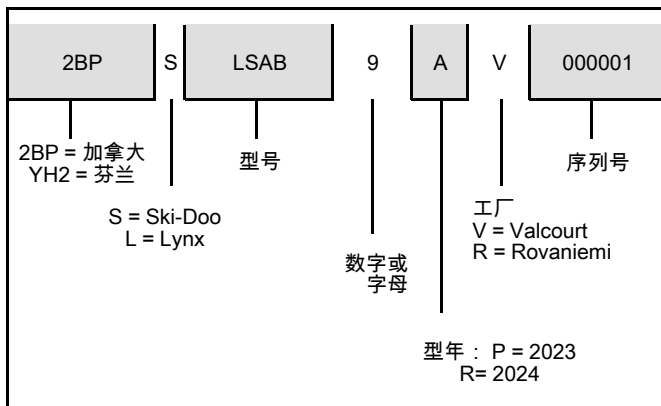 2BP S LSAB 9 A V 000001
2BP = 加拿大
YH2 = 芬兰
型号
序列号
S = Ski-Doo
L = Lynx
工厂
V = Valcourt
R = Rovaniemi
数字或
字母
型年： P = 2023
R= 2024